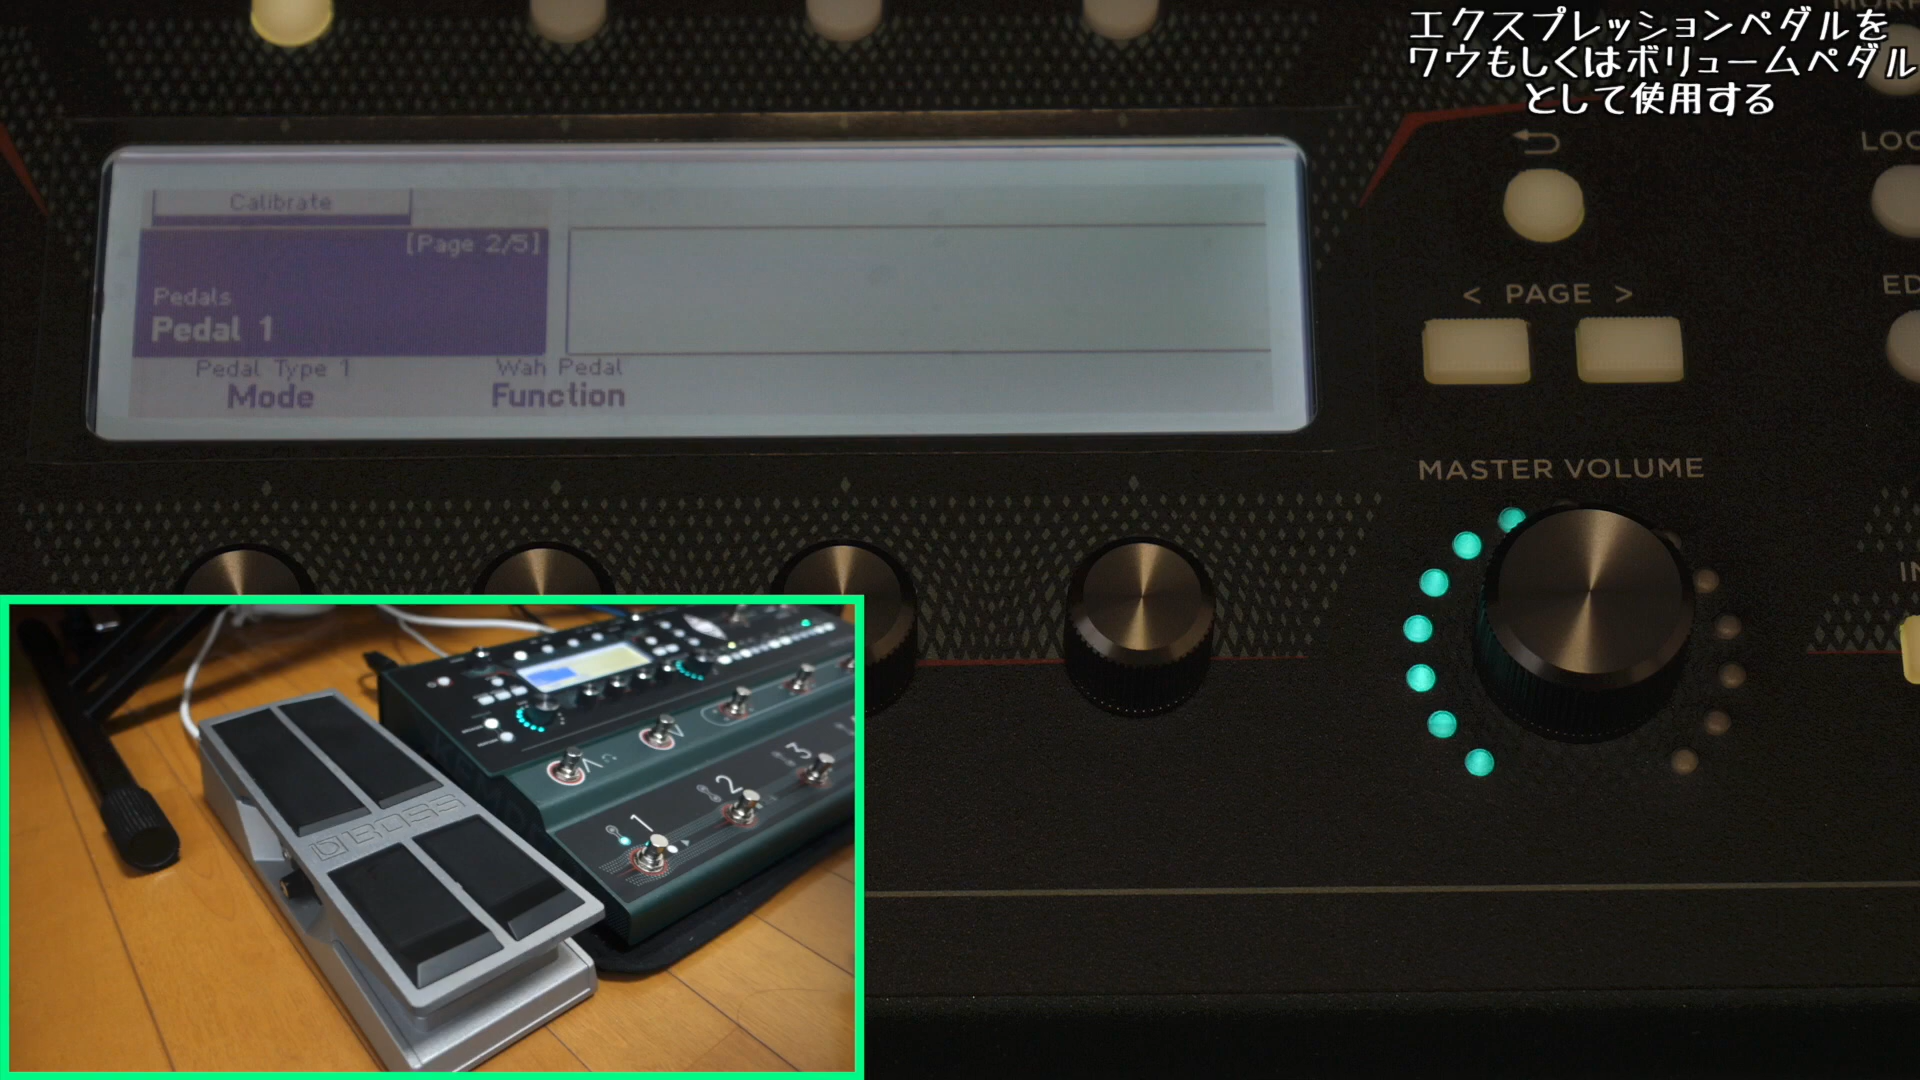 エクスプレッションペダルを
ワウもしくはボリュームペダル
として使用する
Calibrate
[Page 2/5]
Pedals
Pedal 1
Pedal Type 1
Mode
Wah Pedal
Function
< PAGE >
MASTER VOLUME
BOSS
1
2
3